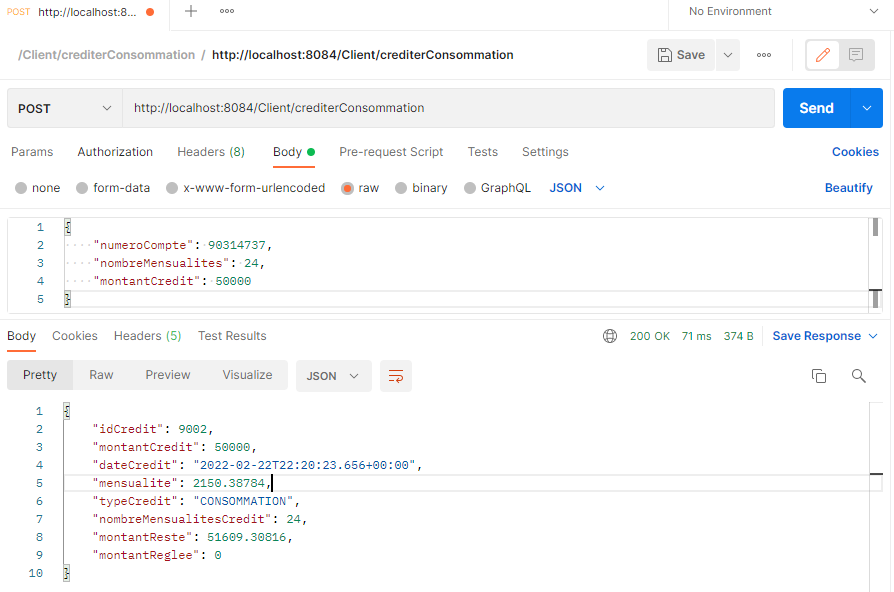 POST http://localhost:8... No Environment
/Client/crediterConsommation / http://localhost:8084/Client/crediterConsommation Save
POST http://localhost:8084/Client/crediterConsommation Send
Params Authorization Headers (8) Body Pre-request Script Tests Settings Cookies
none form-data x-www-form-urlencoded raw binary GraphQL JSON Beautify
1 {
2 "numeroCompte": 90314737,
3 "nombreMensualites": 24,
4 "montantCredit": 50000
5 }
Body Cookies Headers (5) Test Results 200 OK 71 ms 374 B Save Response
Pretty Raw Preview Visualize JSON
1 {
2 "idCredit": 9002,
3 "montantCredit": 50000,
4 "dateCredit": "2022-02-22T22:20:23.656+00:00",
5 "mensualite": 2150.38784,
6 "typeCredit": "CONSOMMATION",
7 "nombreMensualitesCredit": 24,
8 "montantReste": 51609.30816,
9 "montantReglee": 0
10 }